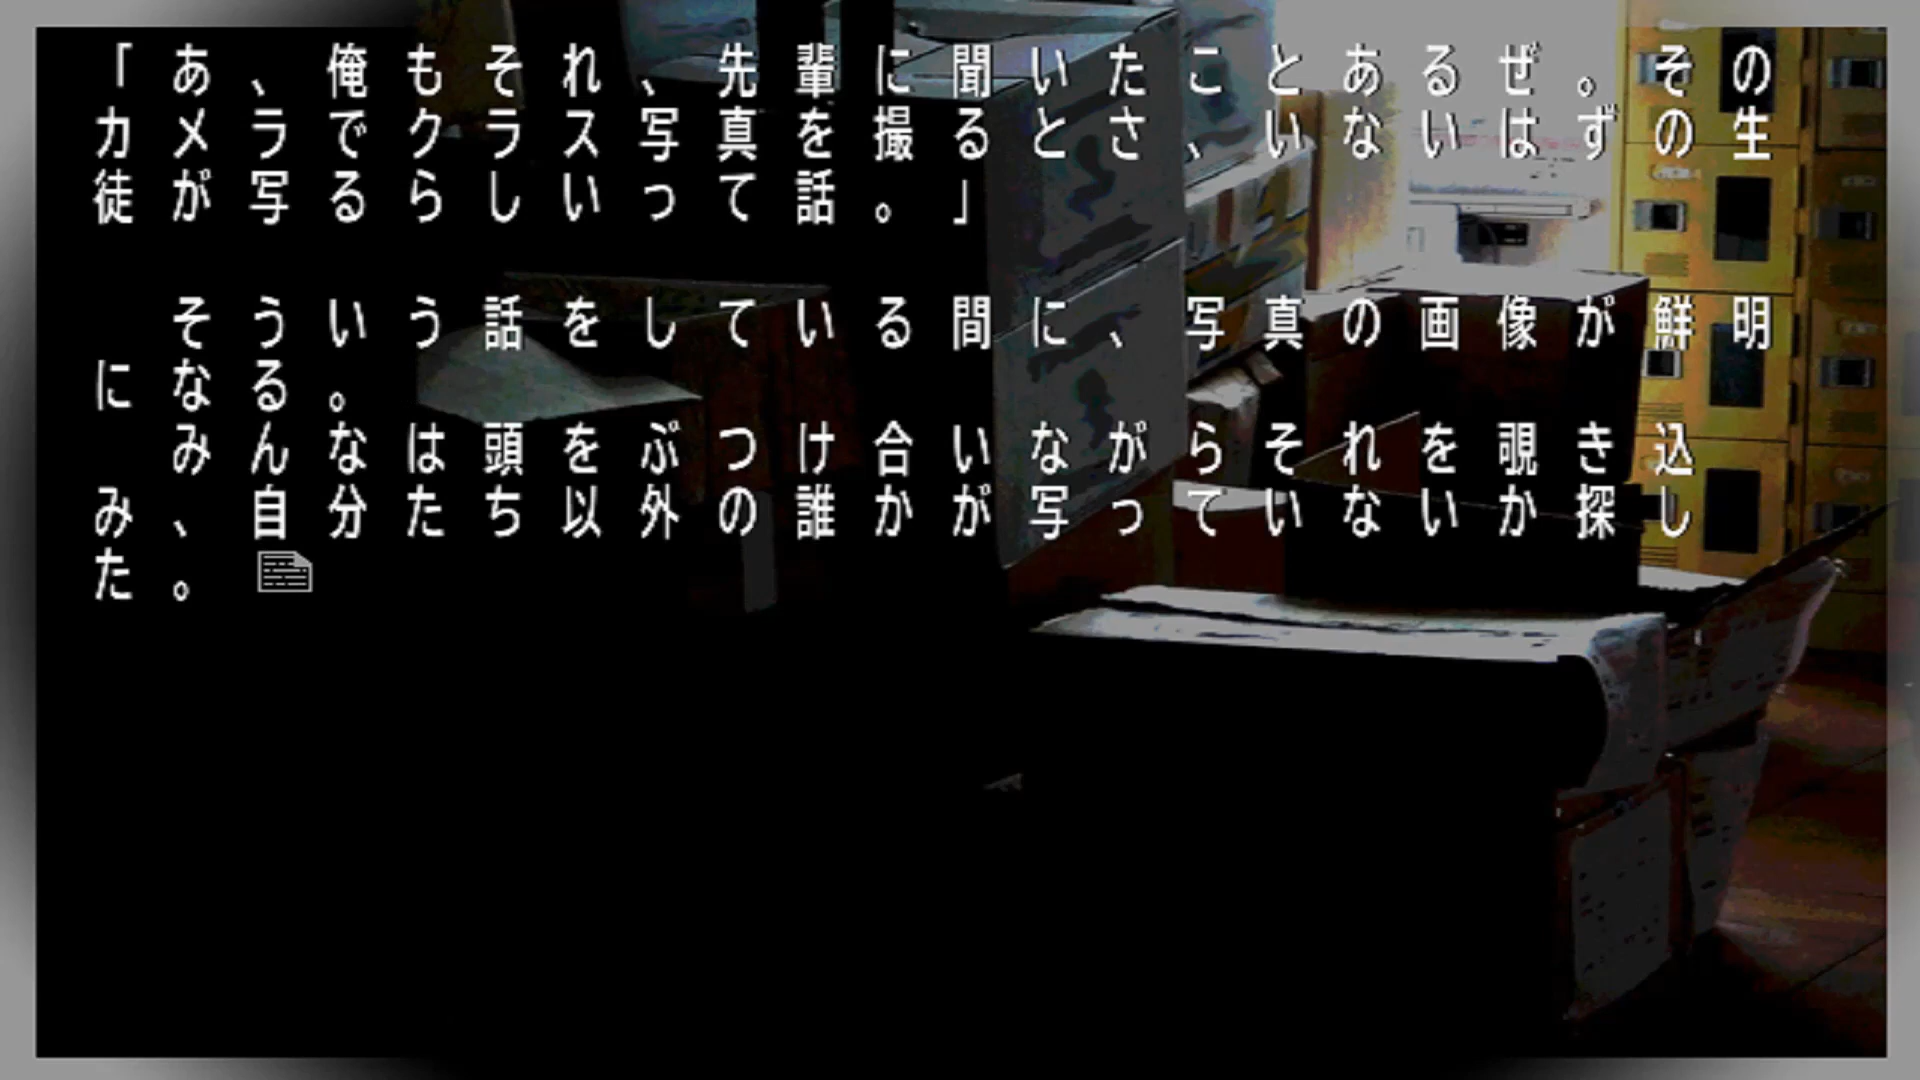 「あ、俺もそれ、先輩に聞いたことあるぜ。その
カメラでクラス写真を撮るとさ、いないはずの生
徒が写るらしいって話。」
そういう話をしている間に、写真の画像が鮮明
になる。
みんなは頭をぶつけ合いながらそれを覗き込
み、自分たち以外の誰かが写っていないか探し
た。